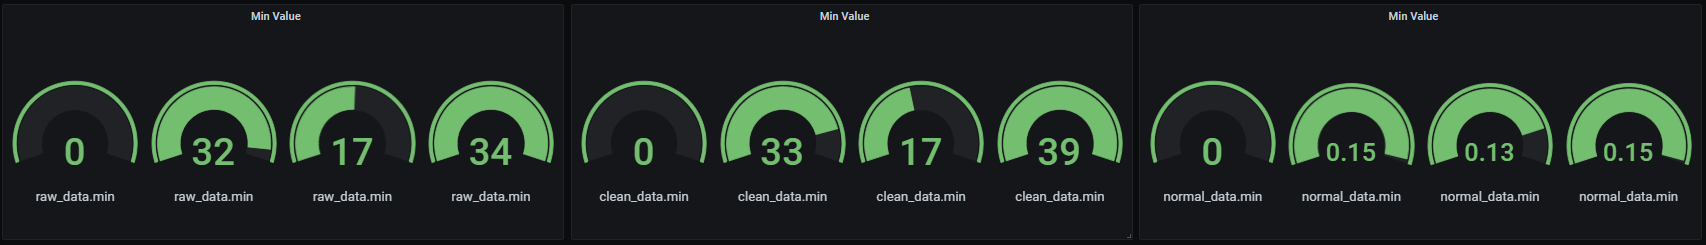 Min Value
0 32 17 34
raw_data.min raw_data.min raw_data.min raw_data.min
Min Value
0 33 17 39
clean_data.min clean_data.min clean_data.min clean_data.min
Min Value
0 0.15 0.13 0.15
normal_data.min normal_data.min normal_data.min normal_data.min